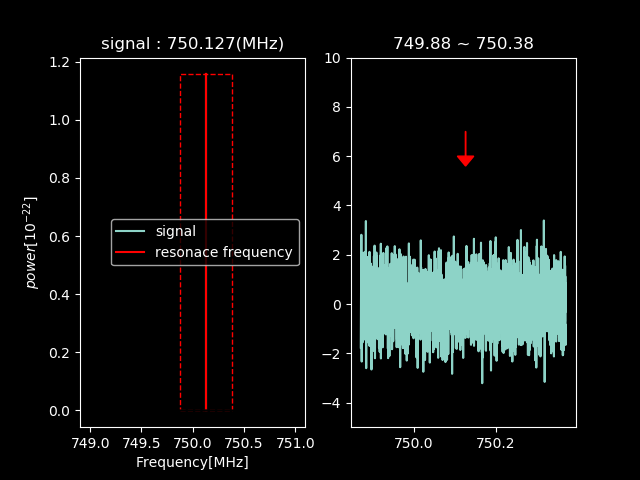 signal : 750.127(MHz)
749.88 ~ 750.38
1.2
1.0
0.8
0.6
0.4
0.2
0.0
power[10⁻²²]
signal
resonace frequency
749.0 749.5 750.0 750.5 751.0
Frequency[MHz]
10
8
6
4
2
0
−2
−4
750.0 750.2